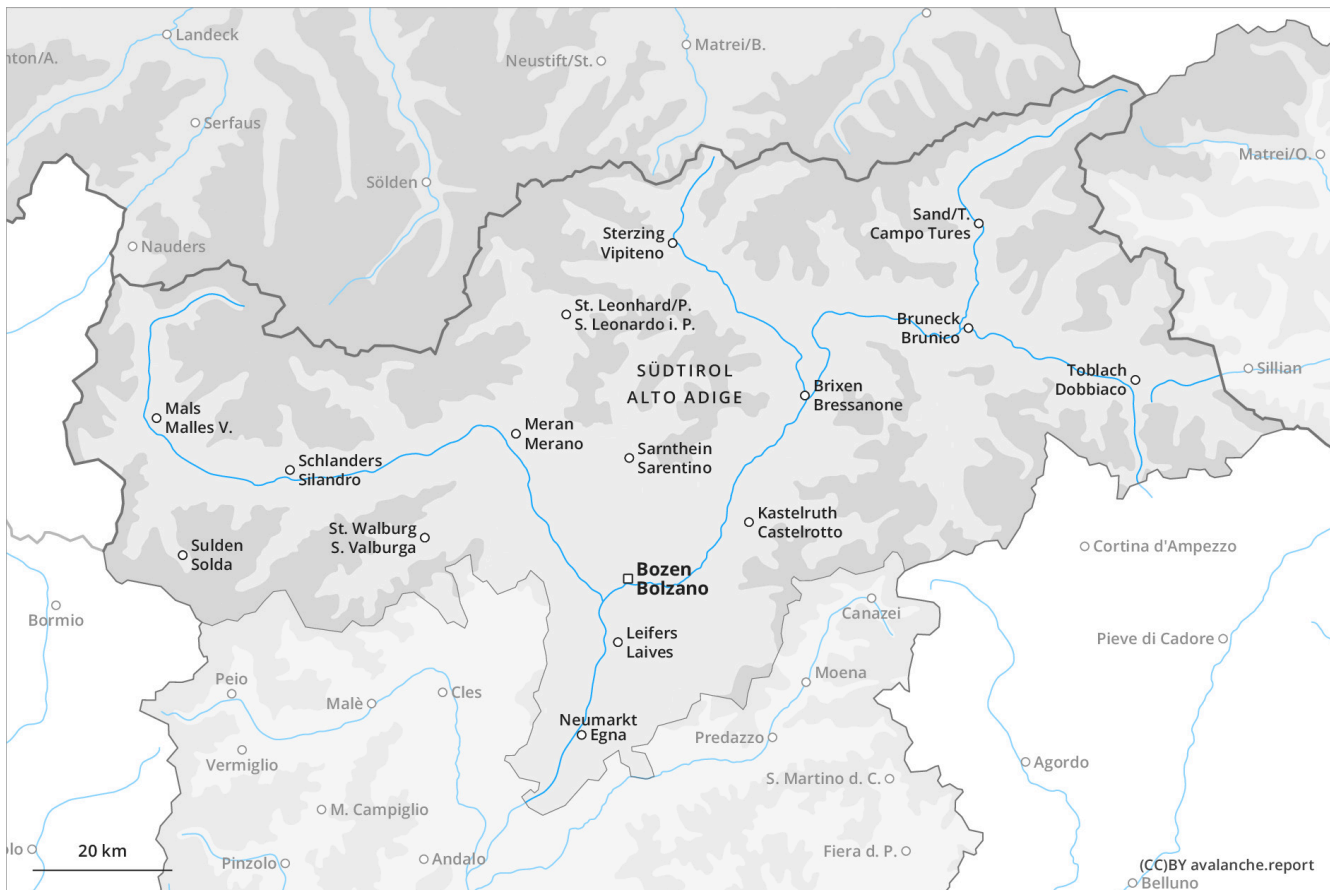 Landeck
nton/A.
Matrei/B.
Neustift/St.
Serfaus
Matrei/O.
Sölden
Nauders
Sand/T.
Campo Tures
Sterzing
Vipiteno
St. Leonhard/P.
S. Leonardo i. P.
Bruneck
Brunico
SÜDTIROL
ALTO ADIGE
Toblach
Dobbiaco
Sillian
Brixen
Bressanone
Mals
Malles V.
Meran
Merano
Sarnthein
Sarentino
Schlanders
Silandro
Kastelruth
Castelrotto
St. Walburg
S. Valburga
Sulden
Solda
Cortina d'Ampezzo
Bozen
Bolzano
Bormio
Canazei
Leifers
Laives
Pieve di Cadore
Peio
Malè
Cles
Moena
Neumarkt
Egna
Predazzo
Vermiglio
Agordo
S. Martino d. C.
M. Campiglio
olo
20 km
Pinzolo
Andalo
Fiera d. P.
(CC)BY avalanche.report
Belluno